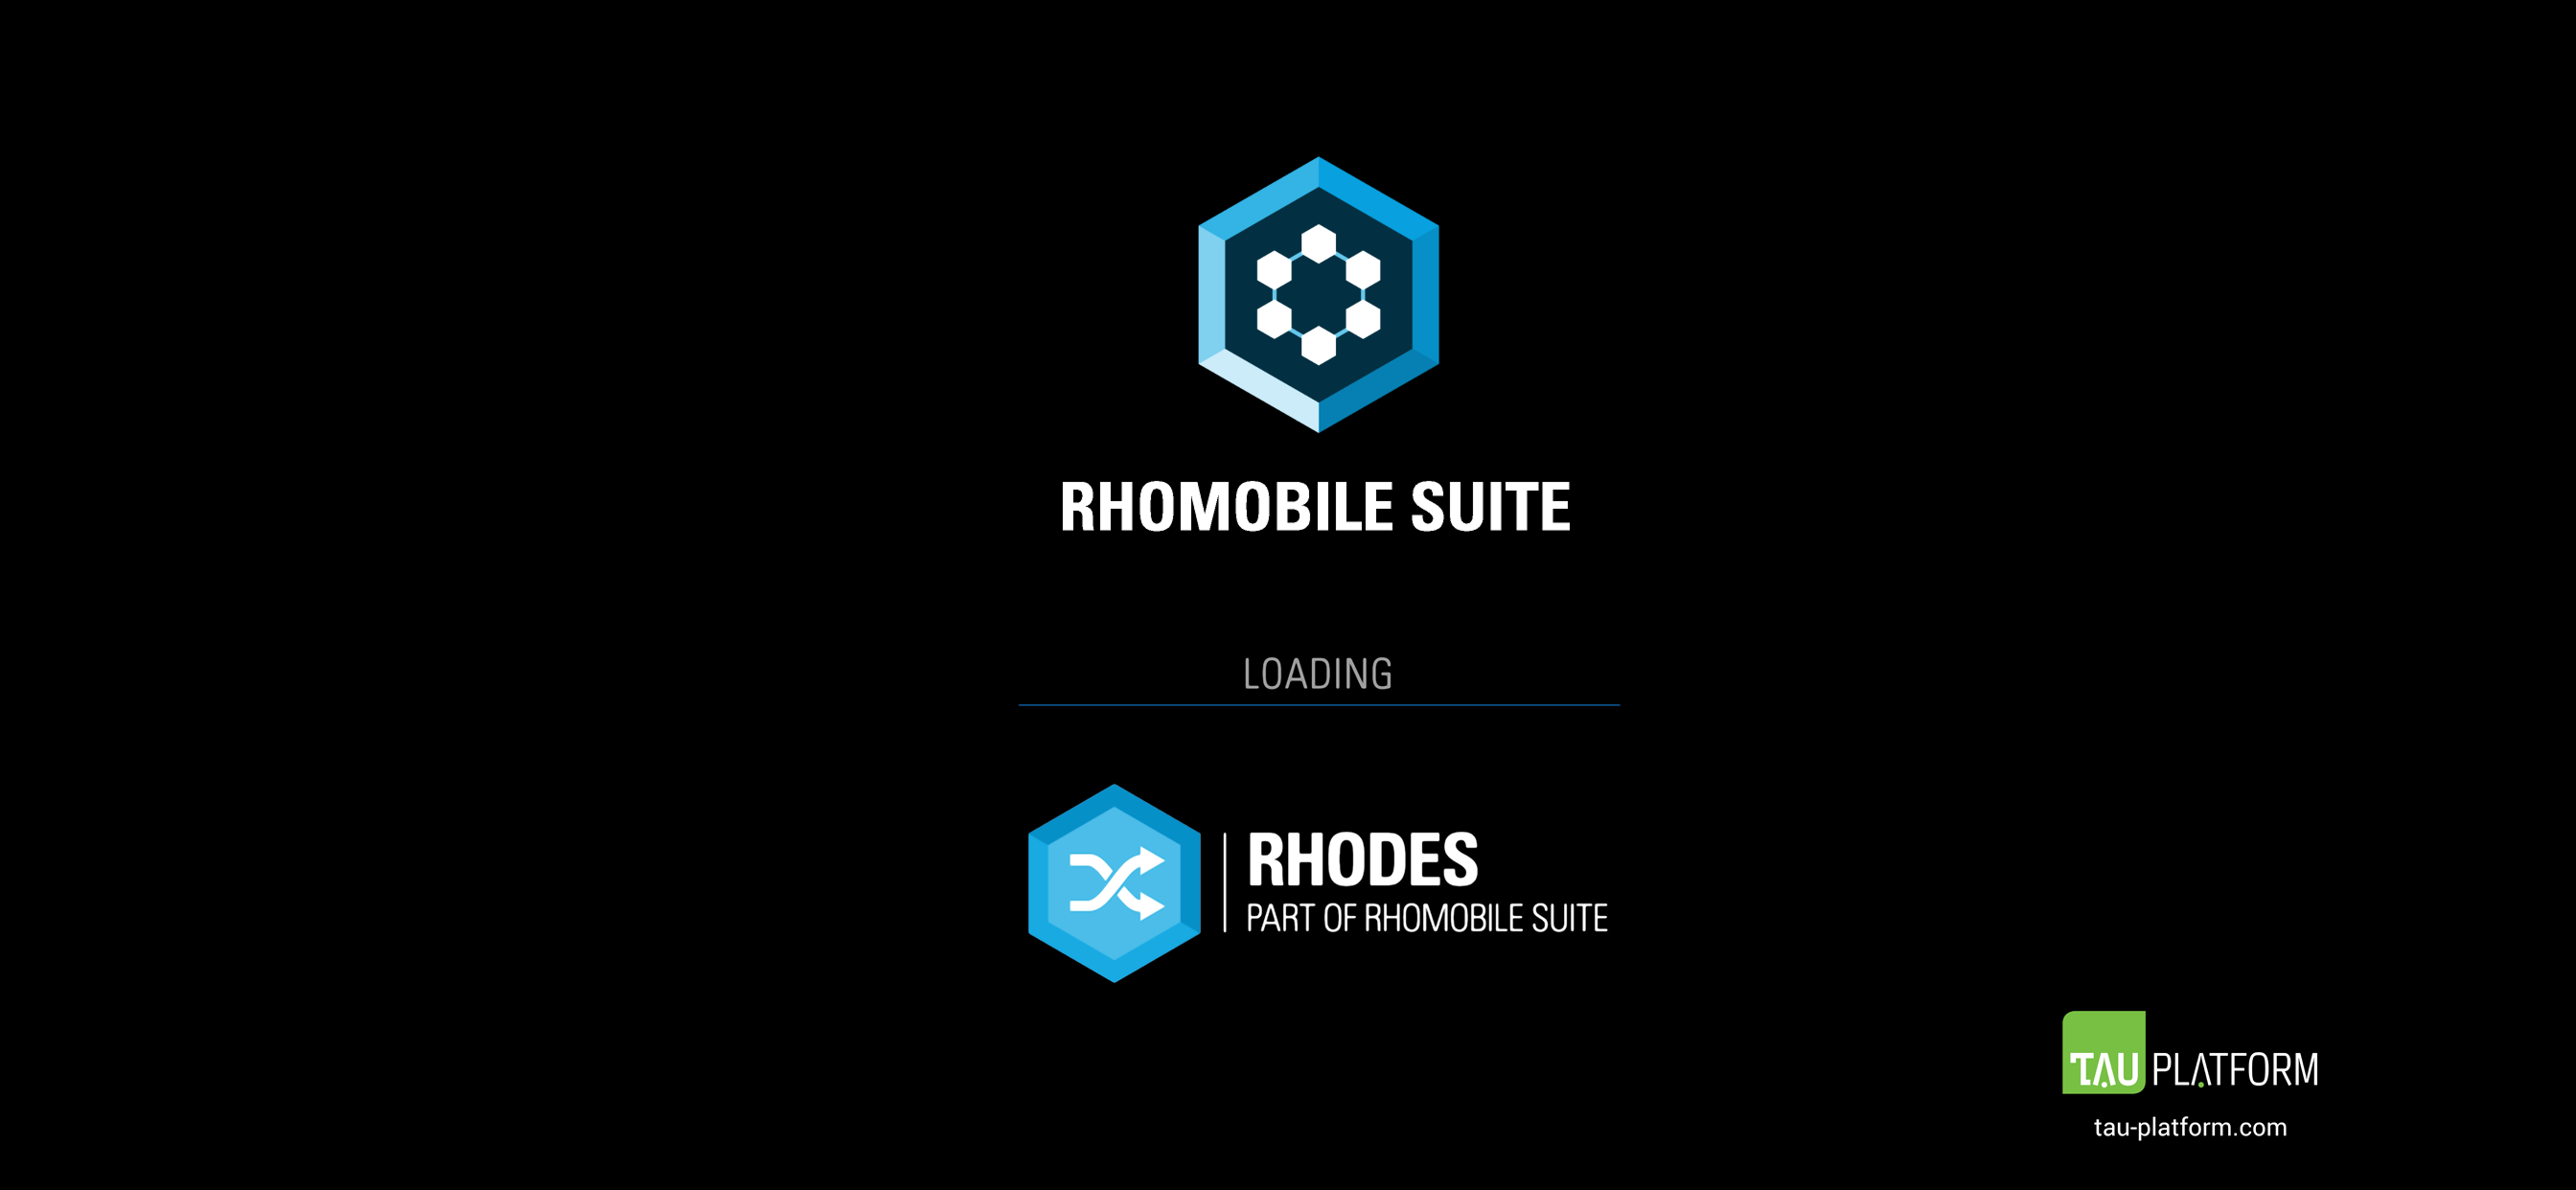 RHOMOBILE SUITE
LOADING
RHODES
PART OF RHOMOBILE SUITE
TAU PLATFORM
tau-platform.com